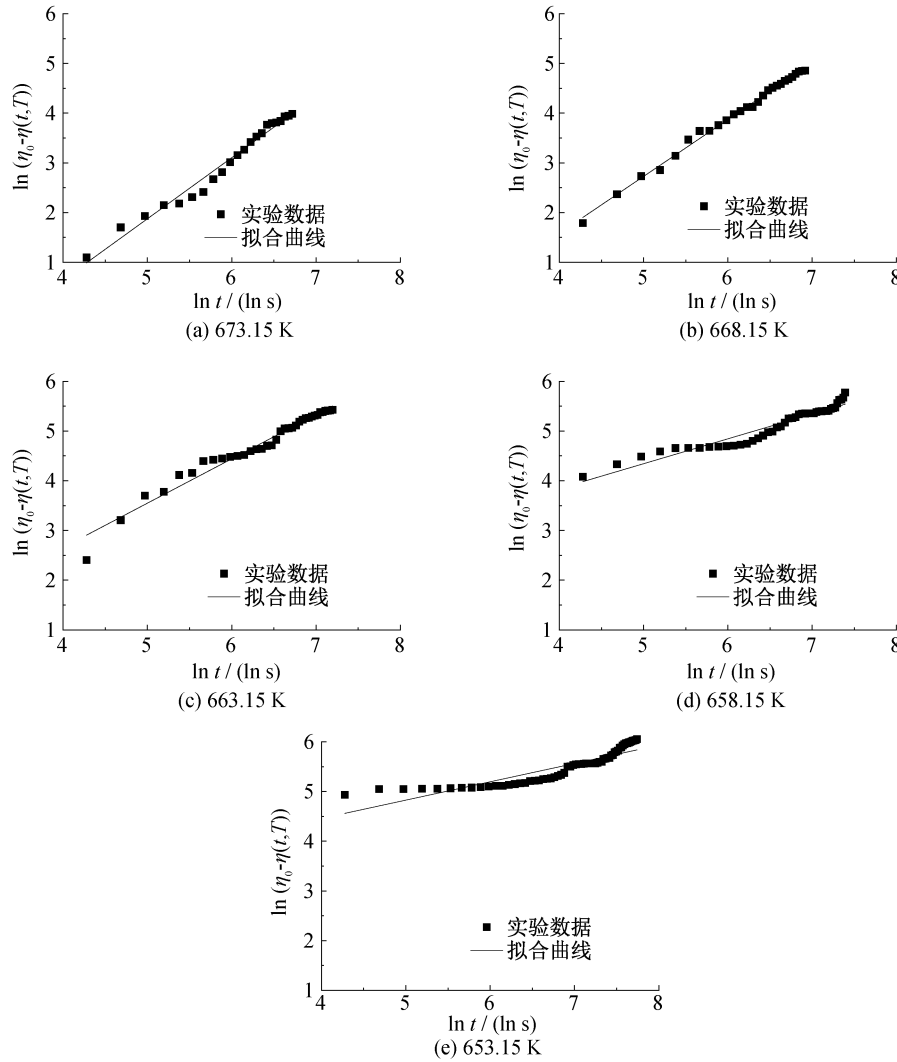 6
5
4
3
2
1
ln (η₀-η(t,T))
实验数据
拟合曲线
4 5 6 7 8
ln t / (ln s)
(a) 673.15 K
6
5
4
3
2
1
ln (η₀-η(t,T))
实验数据
拟合曲线
4 5 6 7 8
ln t / (ln s)
(b) 668.15 K
6
5
4
3
2
1
ln (η₀-η(t,T))
实验数据
拟合曲线
4 5 6 7 8
ln t / (ln s)
(c) 663.15 K
6
5
4
3
2
1
ln (η₀-η(t,T))
实验数据
拟合曲线
4 5 6 7 8
ln t / (ln s)
(d) 658.15 K
6
5
4
3
2
1
ln (η₀-η(t,T))
实验数据
拟合曲线
4 5 6 7 8
ln t / (ln s)
(e) 653.15 K